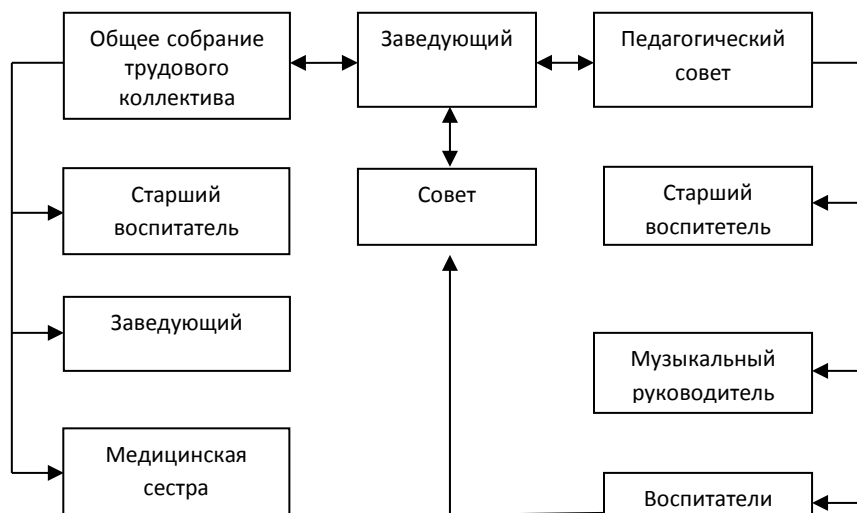 Общее собрание
трудового
коллектива
Заведующий
Педагогический
совет
Старший
воспитатель
Совет
Старший
воспитетель
Заведующий
Музыкальный
руководитель
Медицинская
сестра
Воспитатели